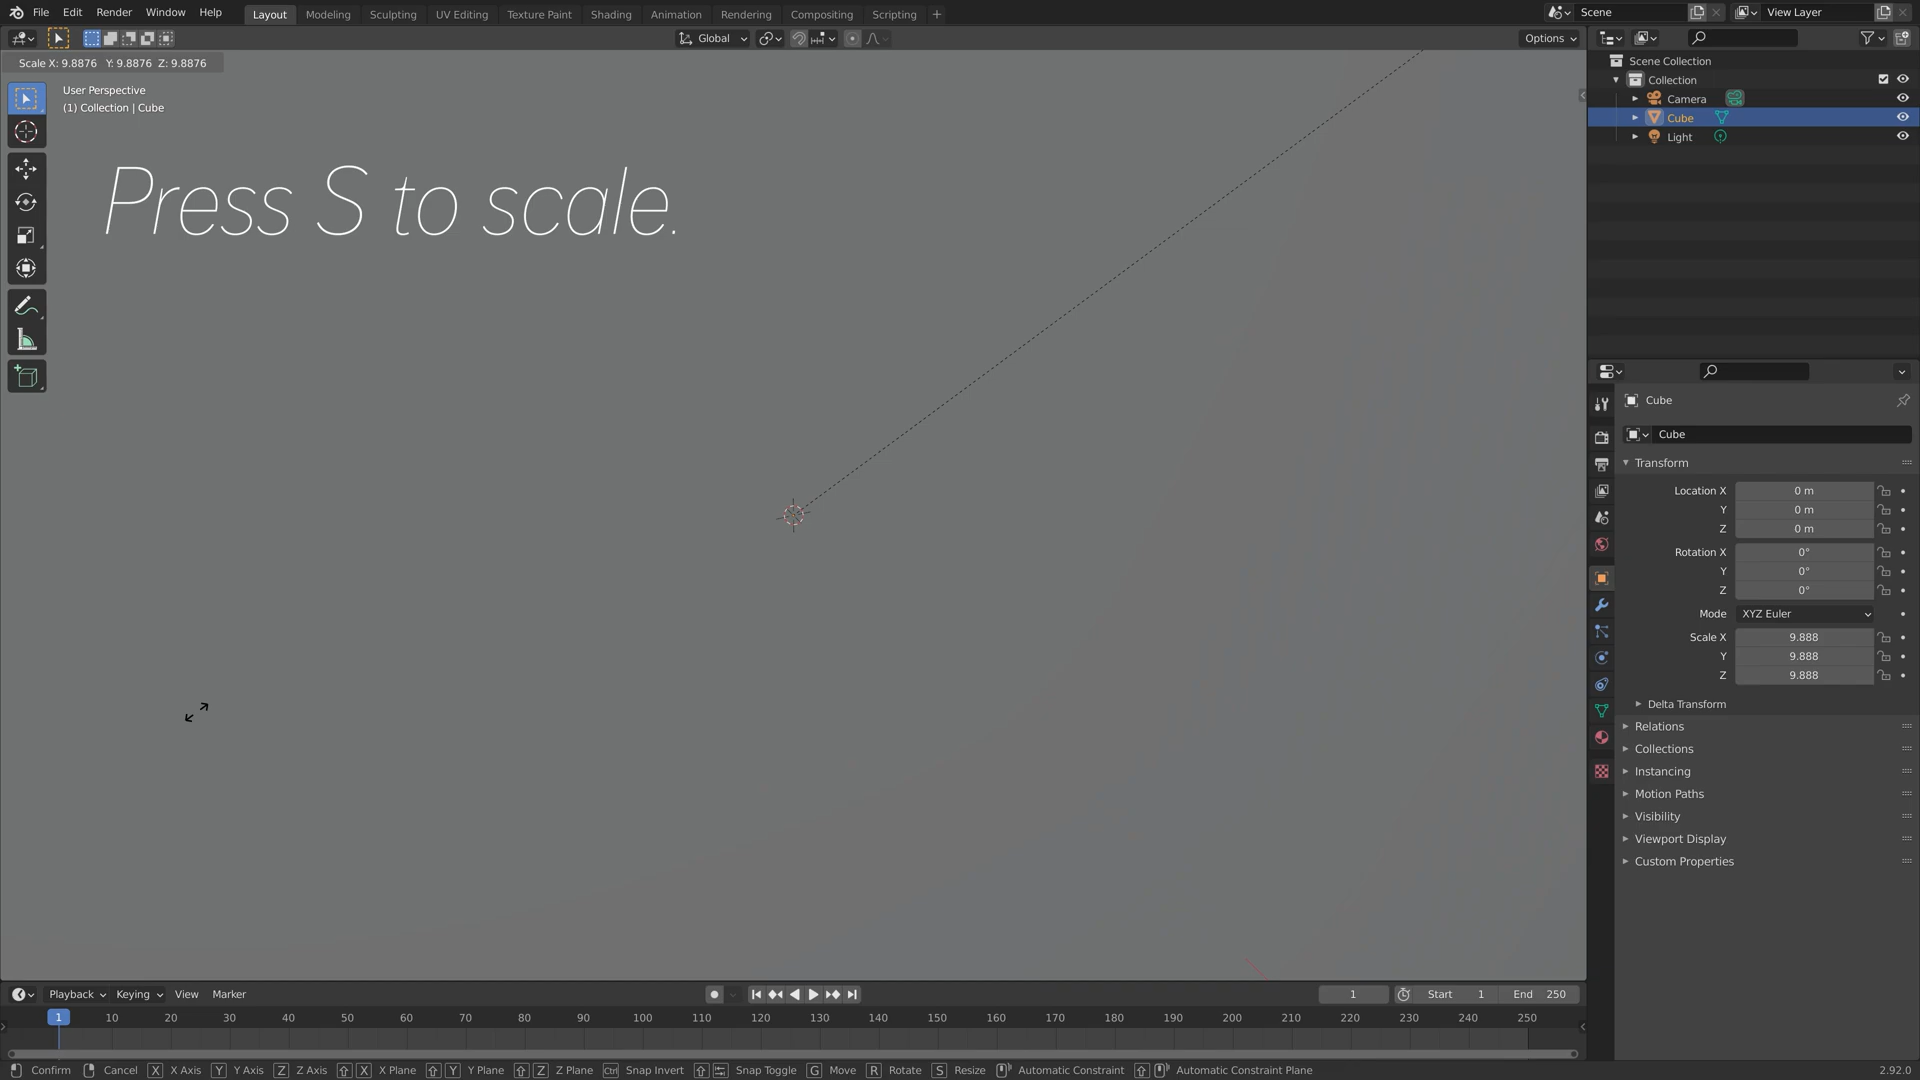 File Edit Render Window Help Layout Modeling Sculpting UV Editing Texture Paint Shading Animation Rendering Compositing Scripting + Scene View Layer
Global Options
Scale X: 9.8876 Y: 9.8876 Z: 9.8876
User Perspective
(1) Collection | Cube
Press S to scale.
Scene Collection
Collection
Camera
Cube
Light
Cube
Cube
Transform
Location X 0 m
Y 0 m
Z 0 m
Rotation X 0°
Y 0°
Z 0°
Mode XYZ Euler
Scale X 9.888
Y 9.888
Z 9.888
Delta Transform
Relations
Collections
Instancing
Motion Paths
Visibility
Viewport Display
Custom Properties
Playback Keying View Marker 1 Start 1 End 250
1 10 20 30 40 50 60 70 80 90 100 110 120 130 140 150 160 170 180 190 200 210 220 230 240 250
Confirm Cancel X X Axis Y Y Axis Z Z Axis X X Plane Y Y Plane Z Z Plane Ctrl Snap Invert Snap Toggle G Move R Rotate S Resize Automatic Constraint Automatic Constraint Plane 2.92.0